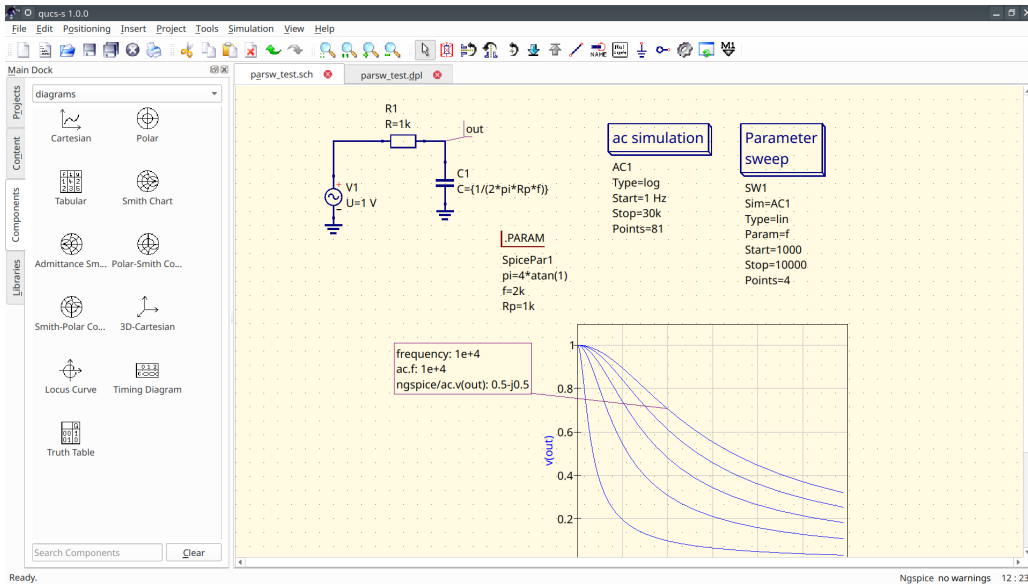 qucs-s 1.0.0
File Edit Positioning Insert Project Tools Simulation View Help
NAME
Main Dock
parsw_test.sch
parsw_test.dpl
Projects
Content
Components
Libraries
diagrams
Cartesian
Polar
Tabular
Smith Chart
Admittance Sm...
Polar-Smith Co...
Smith-Polar Co...
3D-Cartesian
Locus Curve
Timing Diagram
Truth Table
Search Components
Clear
R1
R=1k
out
V1
U=1 V
C1
C={1/(2*pi*Rp*f)}
.PARAM
SpicePar1
pi=4*atan(1)
f=2k
Rp=1k
ac simulation
AC1
Type=log
Start=1 Hz
Stop=30k
Points=81
Parameter
sweep
SW1
Sim=AC1
Type=lin
Param=f
Start=1000
Stop=10000
Points=4
frequency: 1e+4
ac.f: 1e+4
ngspice/ac.v(out): 0.5-j0.5
1
0.8
0.6
0.4
0.2
v(out)
Ready.
Ngspice no warnings 12 : 23